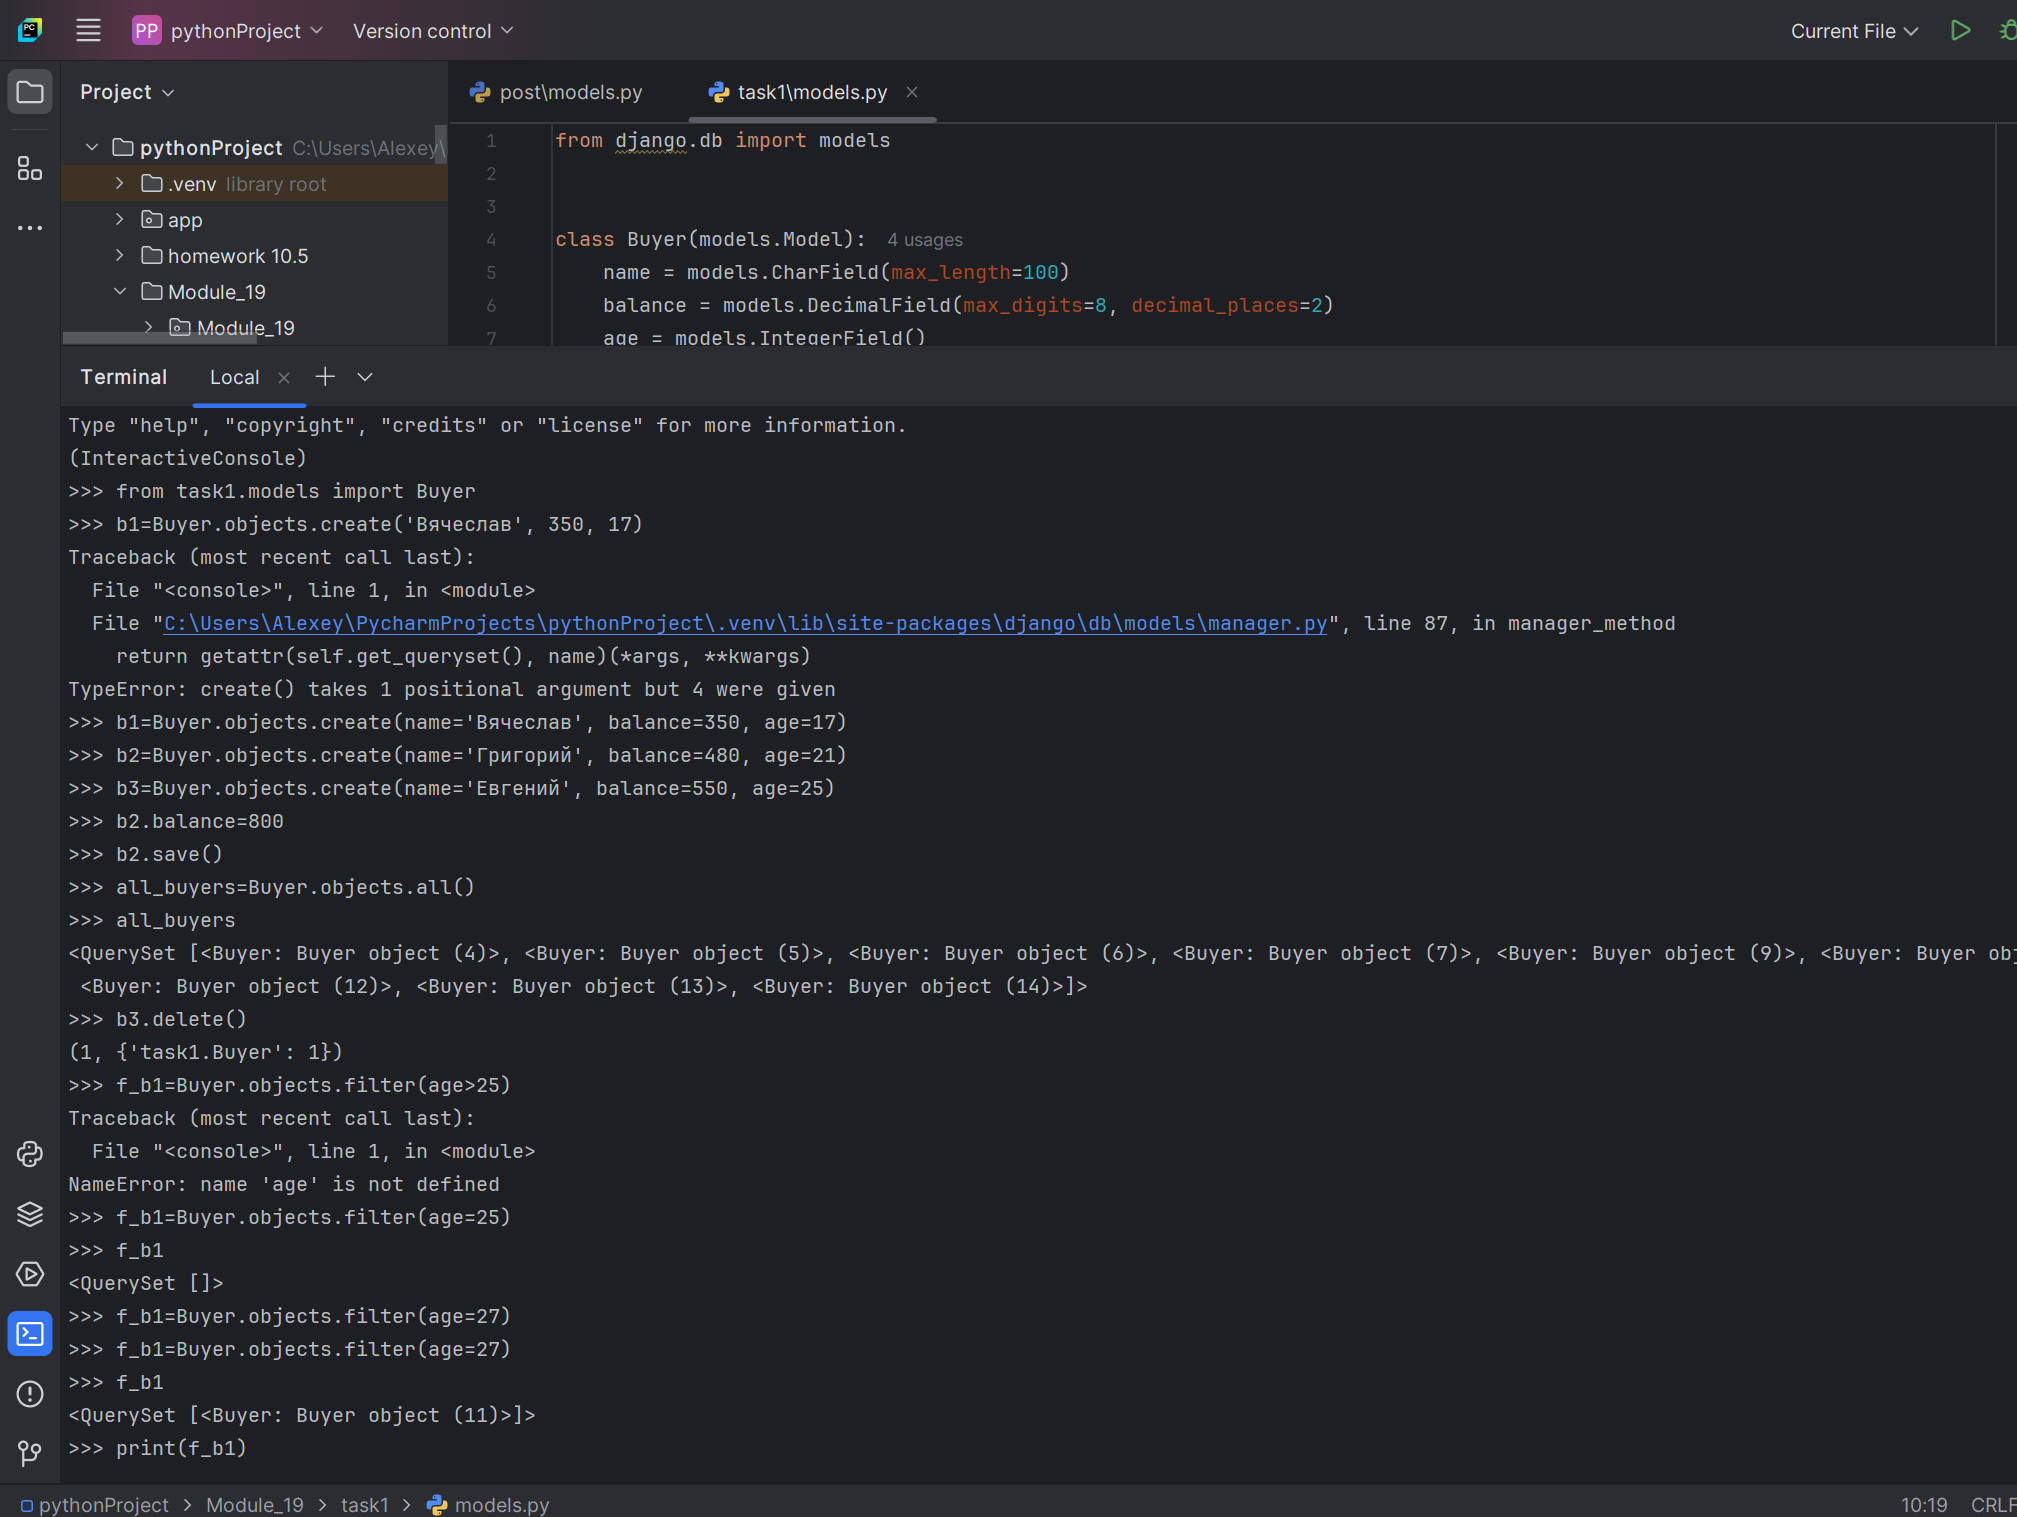 PC
PP pythonProject Version control Current File
Project
post\models.py task1\models.py
pythonProject C:\Users\Alexey\
.venv library root
app
homework 10.5
Module_19
Module_19
1 from django.db import models
2
3
4 class Buyer(models.Model): 4 usages
5 name = models.CharField(max_length=100)
6 balance = models.DecimalField(max_digits=8, decimal_places=2)
7 age = models.IntegerField()
Terminal Local
Type "help", "copyright", "credits" or "license" for more information.
(InteractiveConsole)
>>> from task1.models import Buyer
>>> b1=Buyer.objects.create('Вячеслав', 350, 17)
Traceback (most recent call last):
  File "<console>", line 1, in <module>
  File "C:\Users\Alexey\PycharmProjects\pythonProject\.venv\lib\site-packages\django\db\models\manager.py", line 87, in manager_method
    return getattr(self.get_queryset(), name)(*args, **kwargs)
TypeError: create() takes 1 positional argument but 4 were given
>>> b1=Buyer.objects.create(name='Вячеслав', balance=350, age=17)
>>> b2=Buyer.objects.create(name='Григорий', balance=480, age=21)
>>> b3=Buyer.objects.create(name='Евгений', balance=550, age=25)
>>> b2.balance=800
>>> b2.save()
>>> all_buyers=Buyer.objects.all()
>>> all_buyers
<QuerySet [<Buyer: Buyer object (4)>, <Buyer: Buyer object (5)>, <Buyer: Buyer object (6)>, <Buyer: Buyer object (7)>, <Buyer: Buyer object (9)>, <Buyer: Buyer obj
 <Buyer: Buyer object (12)>, <Buyer: Buyer object (13)>, <Buyer: Buyer object (14)>]>
>>> b3.delete()
(1, {'task1.Buyer': 1})
>>> f_b1=Buyer.objects.filter(age>25)
Traceback (most recent call last):
  File "<console>", line 1, in <module>
NameError: name 'age' is not defined
>>> f_b1=Buyer.objects.filter(age=25)
>>> f_b1
<QuerySet []>
>>> f_b1=Buyer.objects.filter(age=27)
>>> f_b1=Buyer.objects.filter(age=27)
>>> f_b1
<QuerySet [<Buyer: Buyer object (11)>]>
>>> print(f_b1)
pythonProject > Module_19 > task1 > models.py 10:19 CRLF